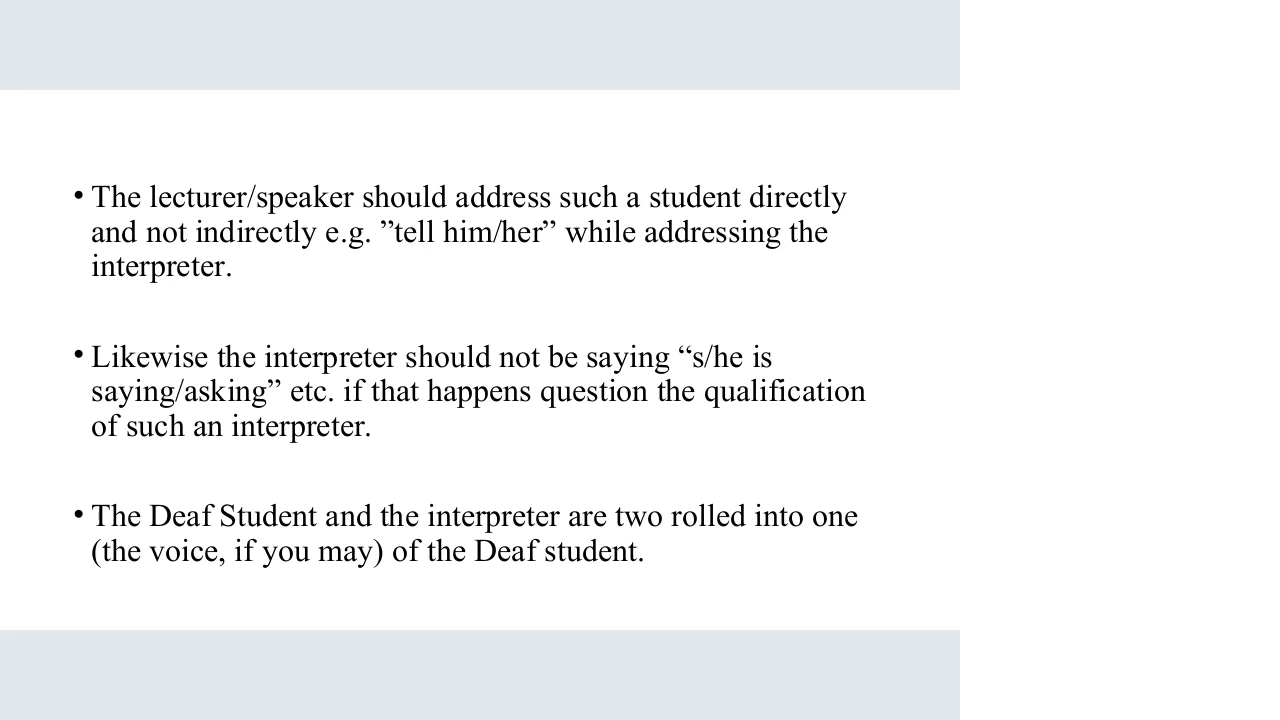 • The lecturer/speaker should address such a student directly
and not indirectly e.g. ”tell him/her” while addressing the
interpreter.
• Likewise the interpreter should not be saying “s/he is
saying/asking” etc. if that happens question the qualification
of such an interpreter.
• The Deaf Student and the interpreter are two rolled into one
(the voice, if you may) of the Deaf student.